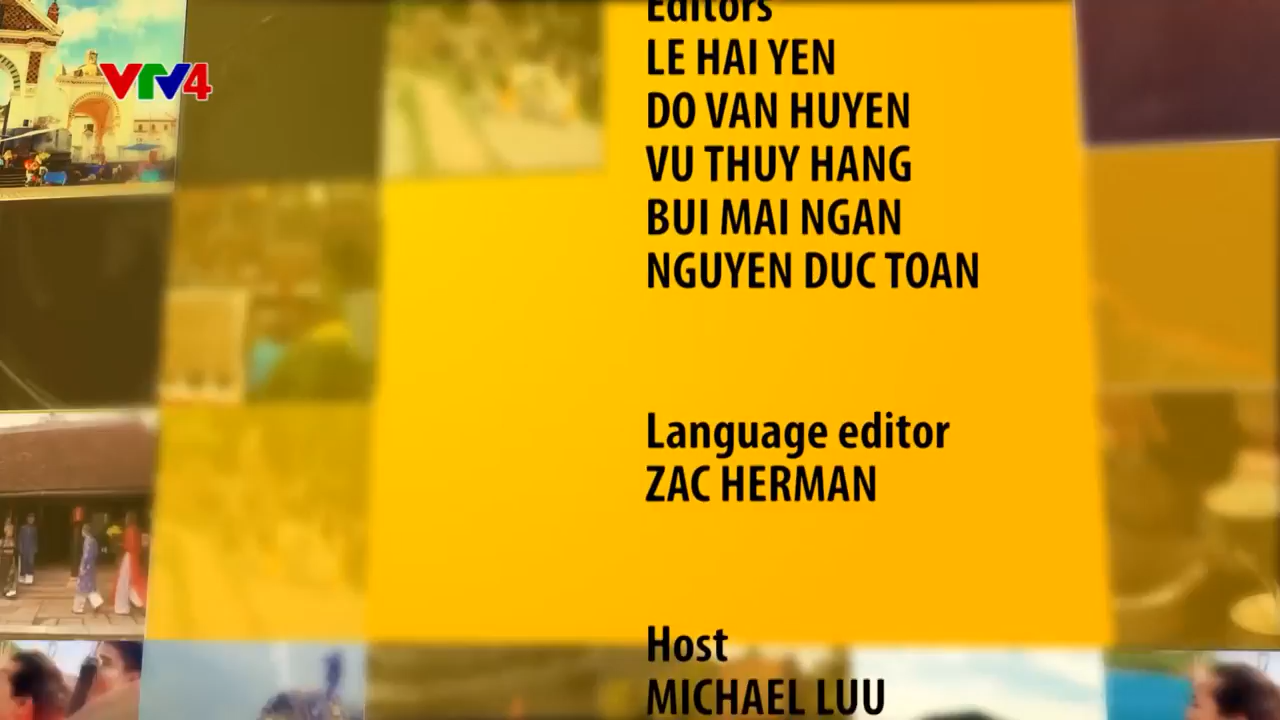 VTV4
Editors
LE HAI YEN
DO VAN HUYEN
VU THUY HANG
BUI MAI NGAN
NGUYEN DUC TOAN
Language editor
ZAC HERMAN
Host
MICHAEL LUU